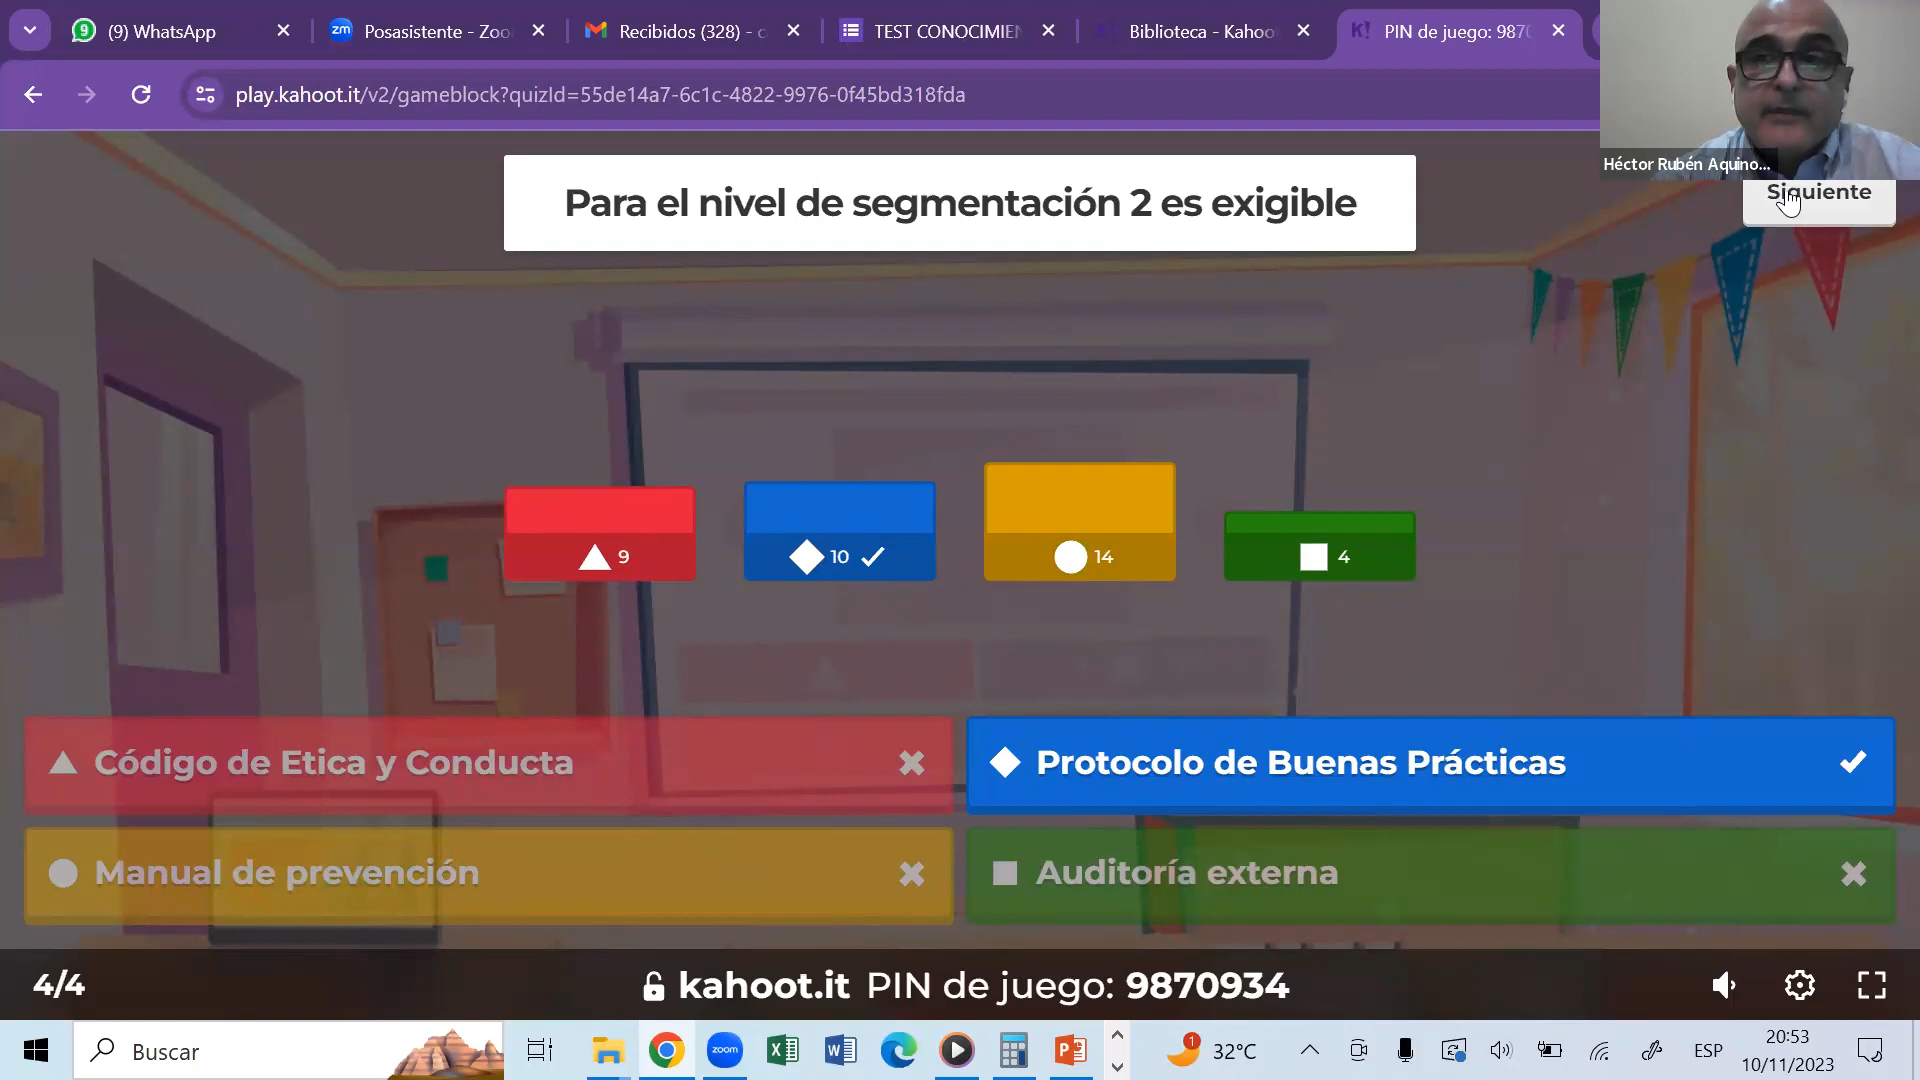 (9) WhatsApp
Posasistente - Zoo
Recibidos (328) - c
TEST CONOCIMIEN
Biblioteca - Kahoo
PIN de juego: 987
play.kahoot.it/v2/gameblock?quizId=55de14a7-6c1c-4822-9976-0f45bd318fda
Héctor Rubén Aquino...
Siguiente
Para el nivel de segmentación 2 es exigible
9
10
14
4
Código de Etica y Conducta
Protocolo de Buenas Prácticas
Manual de prevención
Auditoría externa
4/4
kahoot.it PIN de juego: 9870934
Buscar
zoom
1
32°C
ESP
20:53
10/11/2023